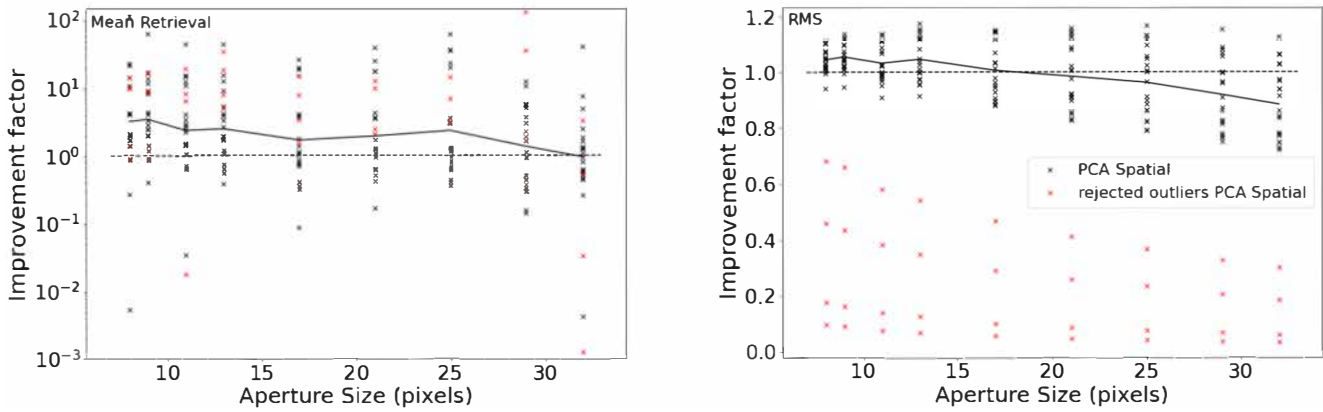 Mean Retrieval
10²
10¹
10⁰
10⁻¹
10⁻²
10⁻³
Improvement factor
10
15
20
25
30
Aperture Size (pixels)
RMS
1.2
1.0
0.8
0.6
0.4
0.2
0.0
Improvement factor
PCA Spatial
rejected outliers PCA Spatial
10
15
20
25
30
Aperture Size (pixels)